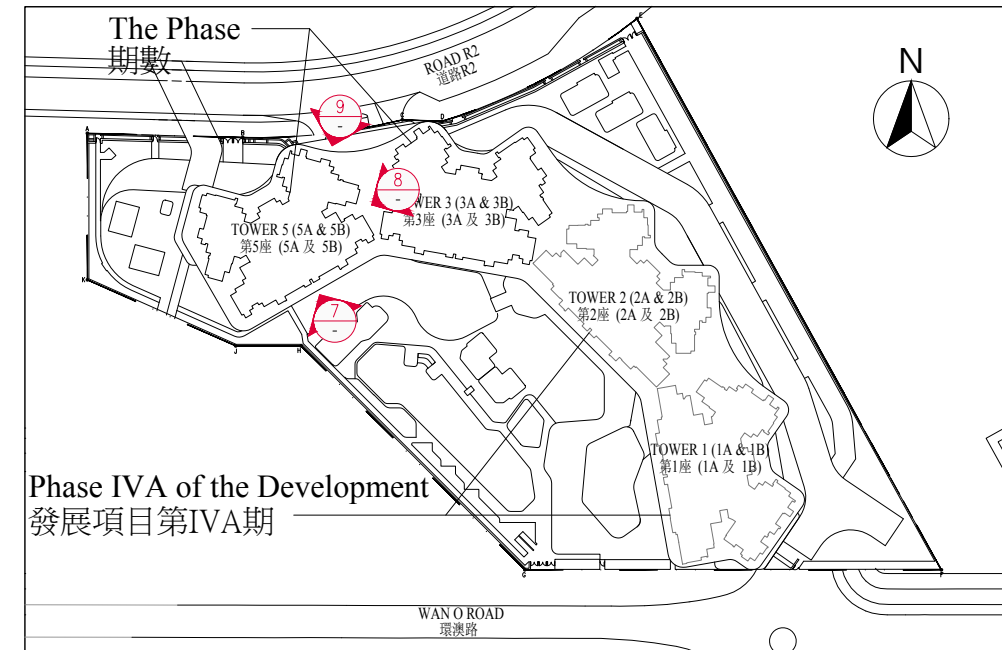 The Phase
期數
ROAD R2
道路R2
N
9
-
8
-
WER 3 (3A & 3B)
第3座 (3A 及 3B)
TOWER 5 (5A & 5B)
第5座 (5A 及 5B)
TOWER 2 (2A & 2B)
第2座 (2A 及 2B)
7
-
TOWER 1 (1A & 1B)
第1座 (1A 及 1B)
Phase IVA of the Development
發展項目第IVA期
WAN O ROAD
環澳路
A
B
C
D
E
F
G
H
J
K